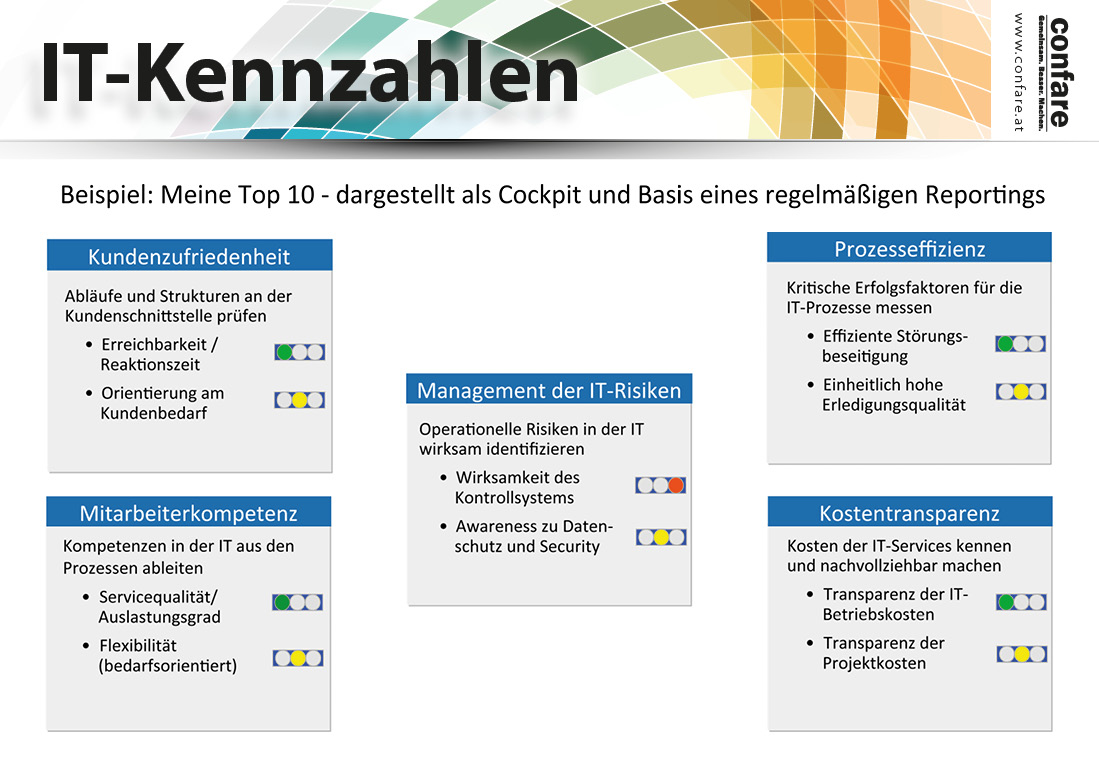 IT-Kennzahlen
confare
Gemeinsam. Besser. Machen.
www.confare.at
Beispiel: Meine Top 10 - dargestellt als Cockpit und Basis eines regelmäßigen Reportings
Kundenzufriedenheit
Abläufe und Strukturen an der
Kundenschnittstelle prüfen
• Erreichbarkeit /
Reaktionszeit
• Orientierung am
Kundenbedarf
Prozesseffizienz
Kritische Erfolgsfaktoren für die
IT-Prozesse messen
• Effiziente Störungs-
beseitigung
• Einheitlich hohe
Erledigungsqualität
Management der IT-Risiken
Operationelle Risiken in der IT
wirksam identifizieren
• Wirksamkeit des
Kontrollsystems
• Awareness zu Daten-
schutz und Security
Mitarbeiterkompetenz
Kompetenzen in der IT aus den
Prozessen ableiten
• Servicequalität/
Auslastungsgrad
• Flexibilität
(bedarfsorientiert)
Kostentransparenz
Kosten der IT-Services kennen
und nachvollziehbar machen
• Transparenz der IT-
Betriebskosten
• Transparenz der
Projektkosten